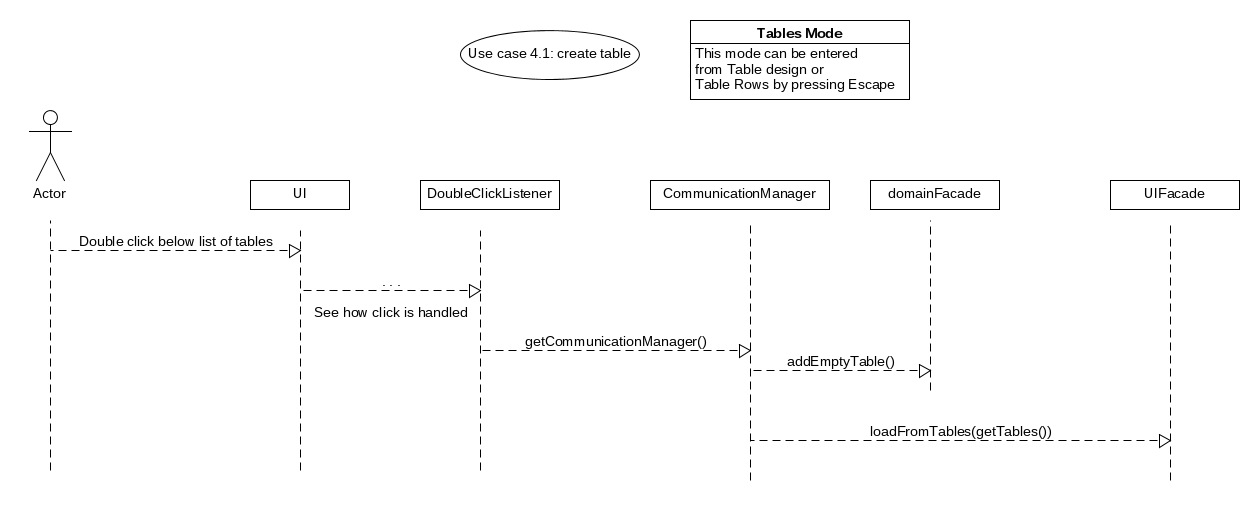 Use case 4.1: create table
Tables Mode
This mode can be entered
from Table design or
Table Rows by pressing Escape
Actor
UI
DoubleClickListener
CommunicationManager
domainFacade
UIFacade
Double click below list of tables
. . .
See how click is handled
getCommunicationManager()
addEmptyTable()
loadFromTables(getTables())